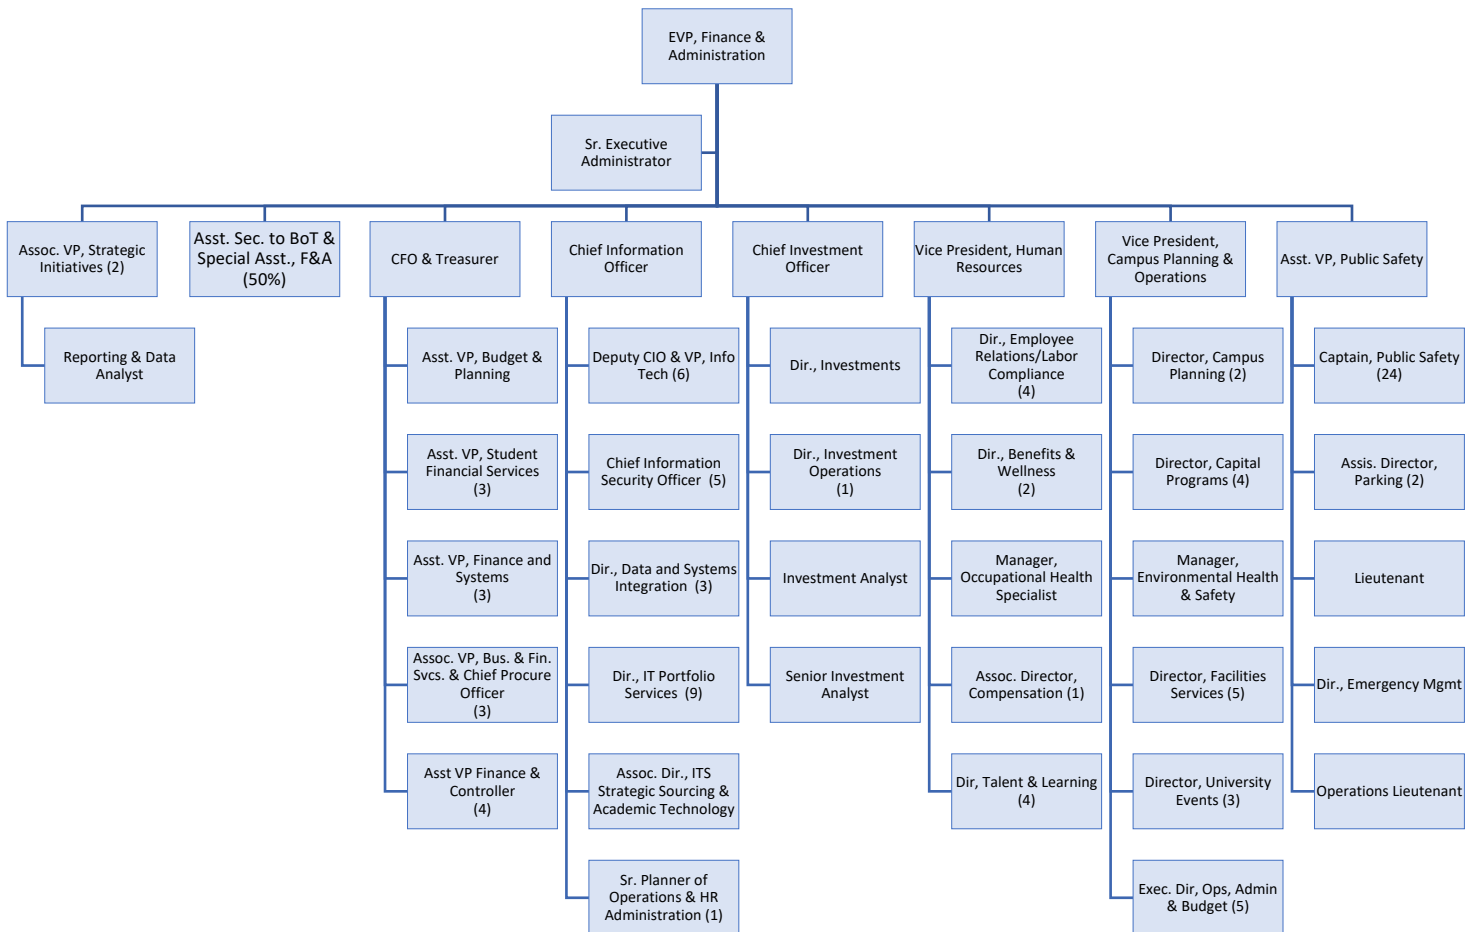 EVP, Finance &
Administration
Sr. Executive
Administrator
Assoc. VP, Strategic
Initiatives (2)
Asst. Sec. to BoT &
Special Asst., F&A
(50%)
CFO & Treasurer
Chief Information
Officer
Chief Investment
Officer
Vice President, Human
Resources
Vice President,
Campus Planning &
Operations
Asst. VP, Public Safety
Reporting & Data
Analyst
Asst. VP, Budget &
Planning
Asst. VP, Student
Financial Services
(3)
Asst. VP, Finance and
Systems
(3)
Assoc. VP, Bus. & Fin.
Svcs. & Chief Procure
Officer
(3)
Asst VP Finance &
Controller
(4)
Deputy CIO & VP, Info
Tech (6)
Chief Information
Security Officer (5)
Dir., Data and Systems
Integration (3)
Dir., IT Portfolio
Services (9)
Assoc. Dir., ITS
Strategic Sourcing &
Academic Technology
Sr. Planner of
Operations & HR
Administration (1)
Dir., Investments
Dir., Investment
Operations
(1)
Investment Analyst
Senior Investment
Analyst
Dir., Employee
Relations/Labor
Compliance
(4)
Dir., Benefits &
Wellness
(2)
Manager,
Occupational Health
Specialist
Assoc. Director,
Compensation (1)
Dir, Talent & Learning
(4)
Director, Campus
Planning (2)
Director, Capital
Programs (4)
Manager,
Environmental Health
& Safety
Director, Facilities
Services (5)
Director, University
Events (3)
Exec. Dir, Ops, Admin
& Budget (5)
Captain, Public Safety
(24)
Assis. Director,
Parking (2)
Lieutenant
Dir., Emergency Mgmt
Operations Lieutenant